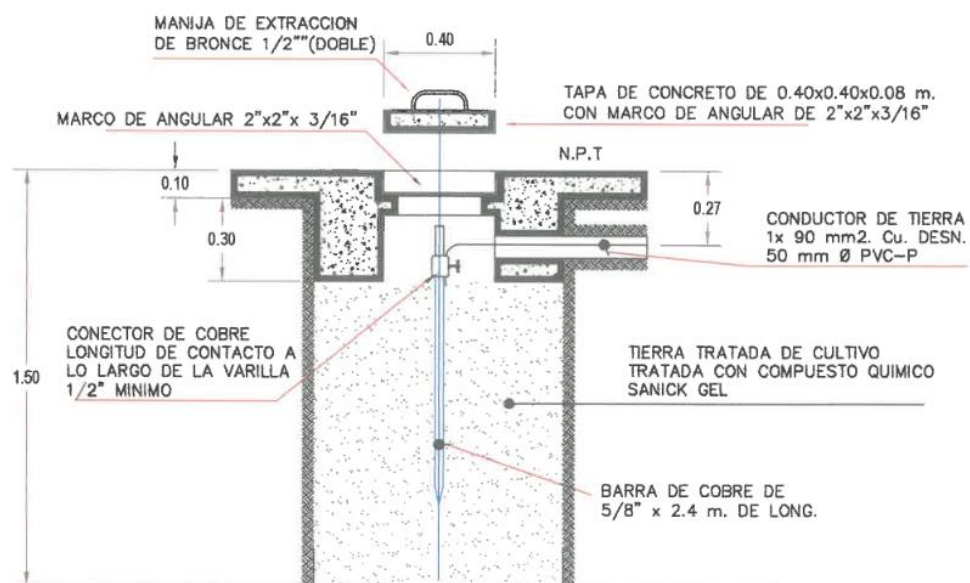 MANIJA DE EXTRACCION
DE BRONCE 1/2""(DOBLE)
0.40
TAPA DE CONCRETO DE 0.40x0.40x0.08 m.
CON MARCO DE ANGULAR DE 2"x2"x3/16"
MARCO DE ANGULAR 2"x2"x 3/16"
N.P.T
0.10
0.30
0.27
CONDUCTOR DE TIERRA
1x 90 mm2. Cu. DESN.
50 mm Ø PVC-P
CONECTOR DE COBRE
LONGITUD DE CONTACTO A
LO LARGO DE LA VARILLA
1/2" MINIMO
1.50
TIERRA TRATADA DE CULTIVO
TRATADA CON COMPUESTO QUIMICO
SANICK GEL
BARRA DE COBRE DE
5/8" x 2.4 m. DE LONG.